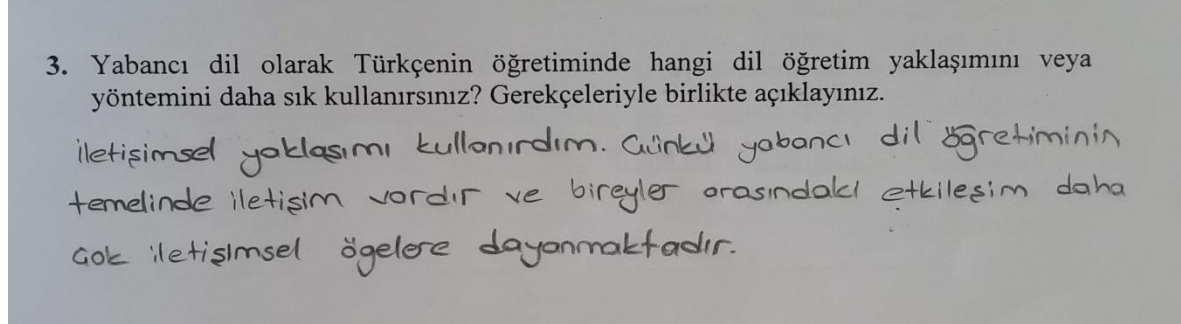 3. Yabancı dil olarak Türkçenin öğretiminde hangi dil öğretim yaklaşımını veya
yöntemini daha sık kullanırsınız? Gerekçeleriyle birlikte açıklayınız.
iletişimsel yaklaşımı kullanırdım. Çünkü yabancı dil öğretiminin
temelinde iletişim vardır ve bireyler arasındaki etkileşim daha
çok iletişimsel ögelere dayanmaktadır.